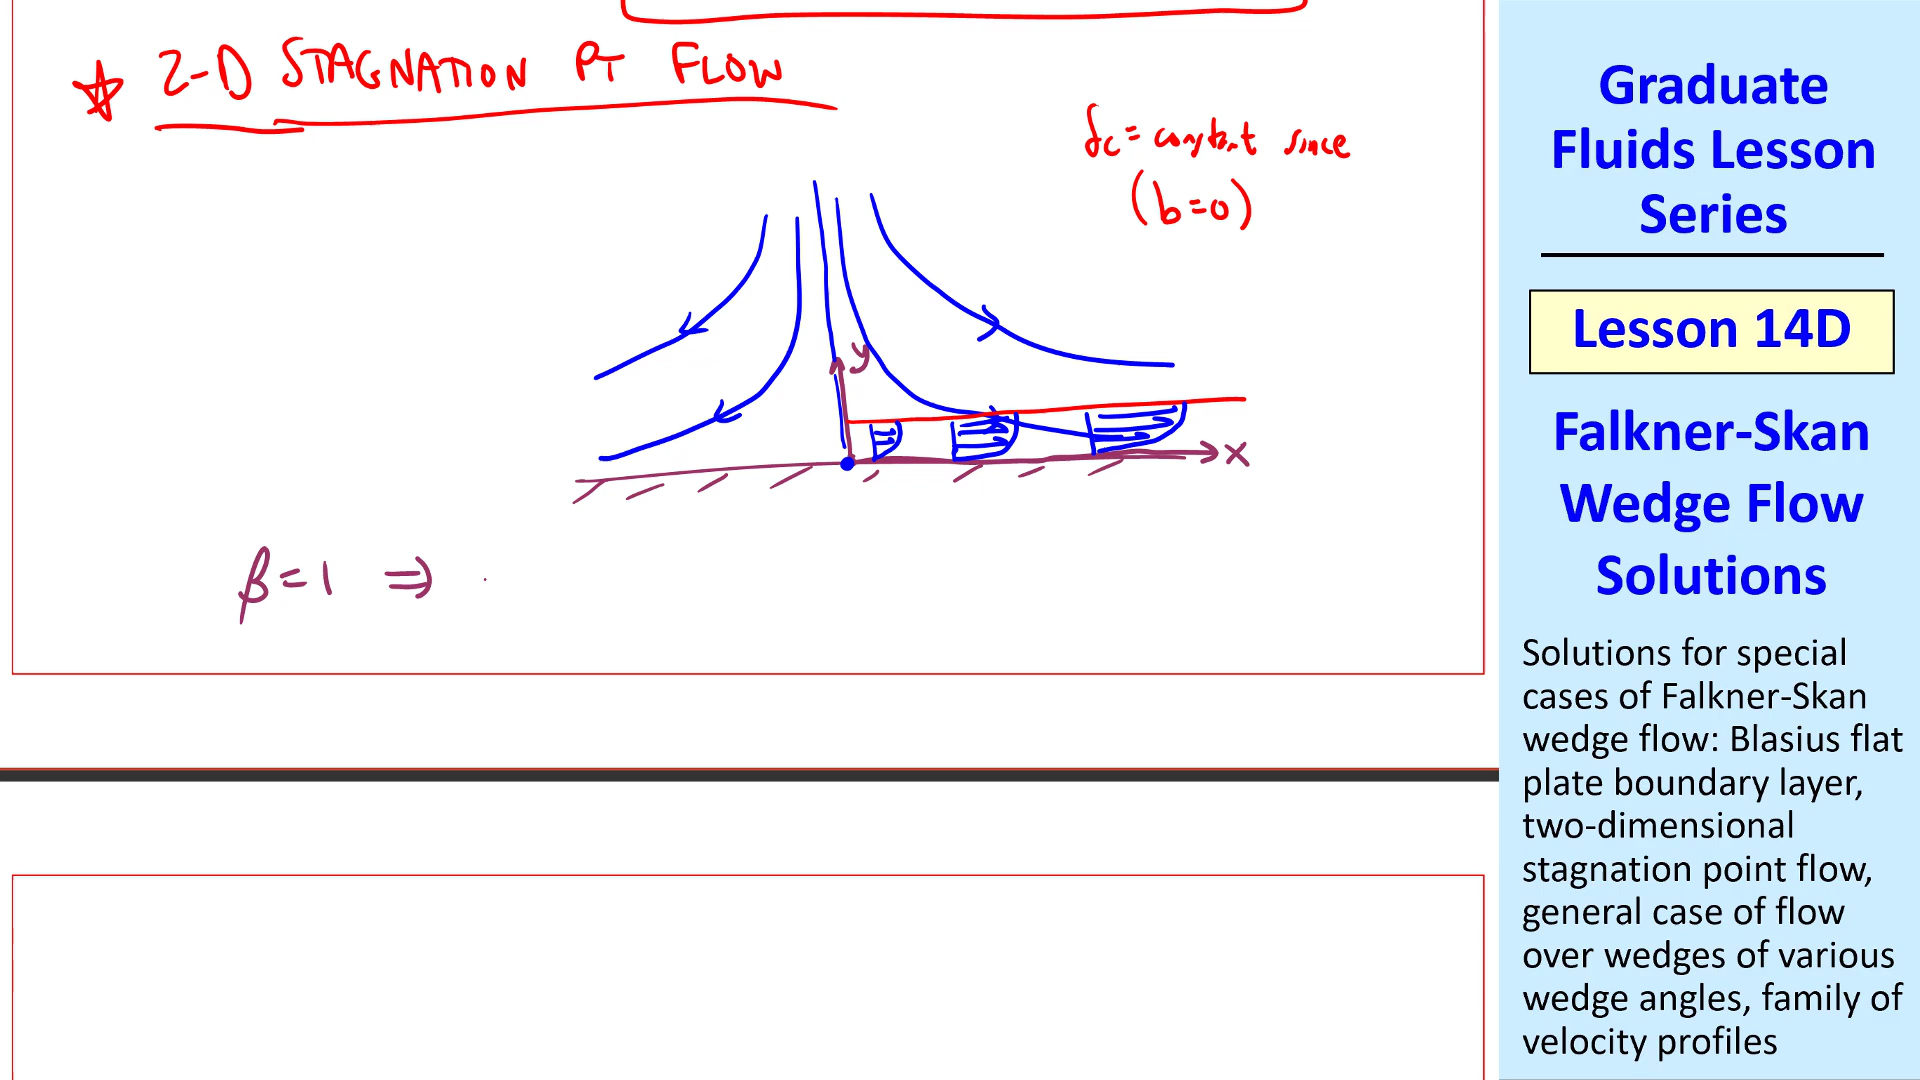 ☆ 2-D STAGNATION PT FLOW
δc = constant since
(b=0)
y
x
β=1 ⇒
Graduate
Fluids Lesson
Series
Lesson 14D
Falkner-Skan
Wedge Flow
Solutions
Solutions for special
cases of Falkner-Skan
wedge flow: Blasius flat
plate boundary layer,
two-dimensional
stagnation point flow,
general case of flow
over wedges of various
wedge angles, family of
velocity profiles